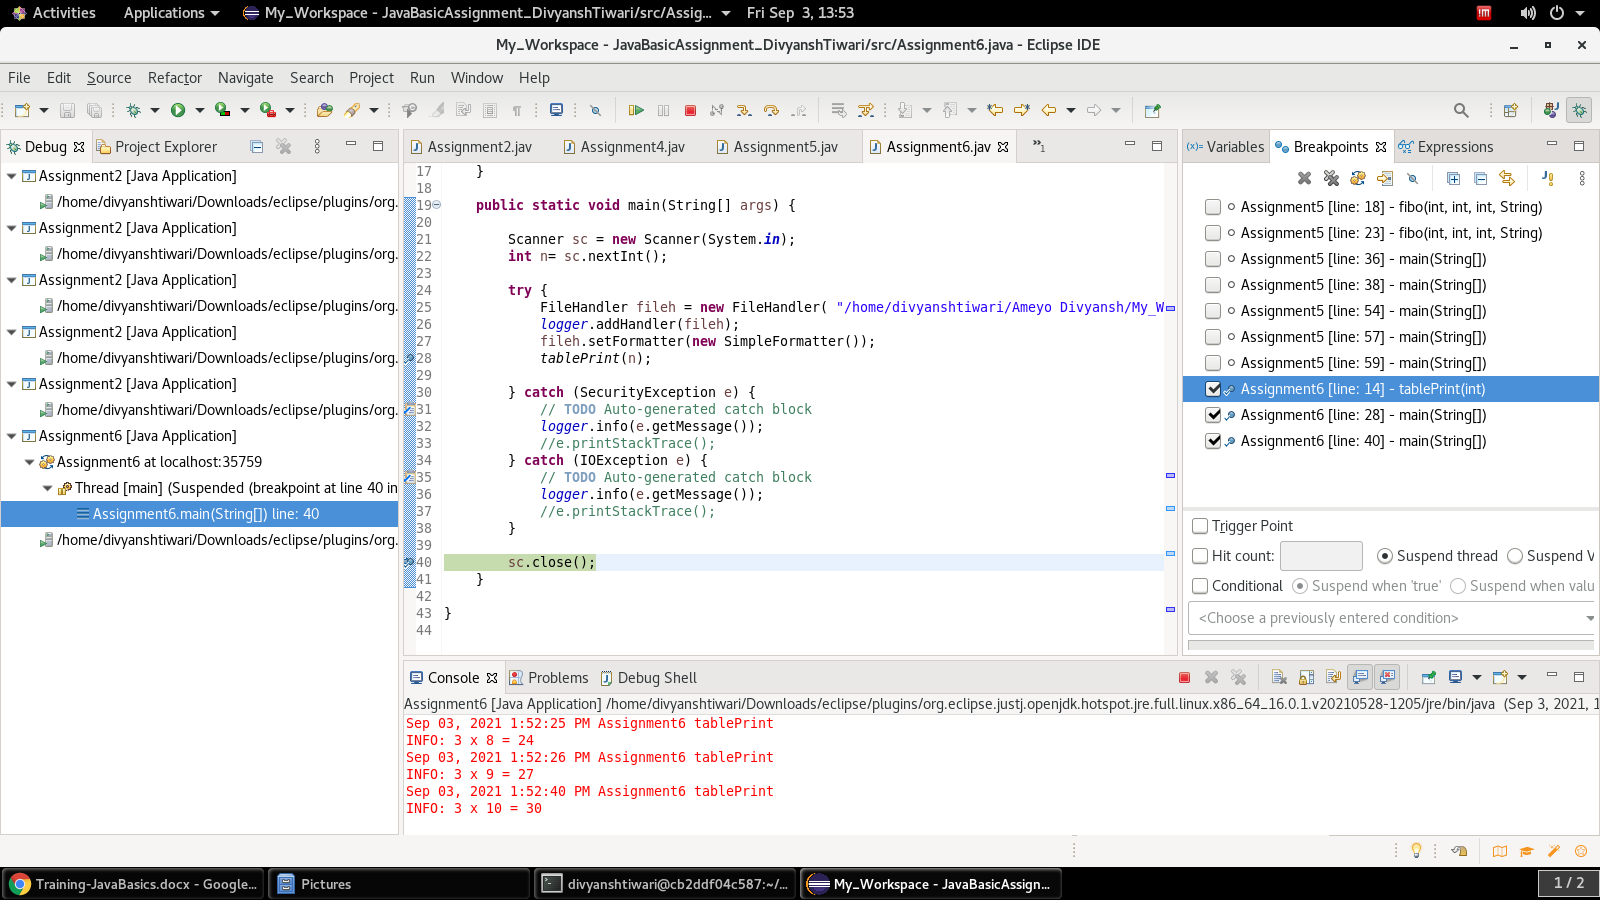 Activities Applications My_Workspace - JavaBasicAssignment_DivyanshTiwari/src/Assig... Fri Sep 3, 13:53
My_Workspace - JavaBasicAssignment_DivyanshTiwari/src/Assignment6.java - Eclipse IDE
File Edit Source Refactor Navigate Search Project Run Window Help
Debug Project Explorer
Assignment2 [Java Application]
/home/divyanshtiwari/Downloads/eclipse/plugins/org.
Assignment2 [Java Application]
/home/divyanshtiwari/Downloads/eclipse/plugins/org.
Assignment2 [Java Application]
/home/divyanshtiwari/Downloads/eclipse/plugins/org.
Assignment2 [Java Application]
/home/divyanshtiwari/Downloads/eclipse/plugins/org.
Assignment2 [Java Application]
/home/divyanshtiwari/Downloads/eclipse/plugins/org.
Assignment6 [Java Application]
Assignment6 at localhost:35759
Thread [main] (Suspended (breakpoint at line 40 in
Assignment6.main(String[]) line: 40
/home/divyanshtiwari/Downloads/eclipse/plugins/org.
Assignment2.jav Assignment4.jav Assignment5.jav Assignment6.jav »1
17 }
18
19 public static void main(String[] args) {
20
21 Scanner sc = new Scanner(System.in);
22 int n= sc.nextInt();
23
24 try {
25 FileHandler fileh = new FileHandler( "/home/divyanshtiwari/Ameyo Divyansh/My_W
26 logger.addHandler(fileh);
27 fileh.setFormatter(new SimpleFormatter());
28 tablePrint(n);
29
30 } catch (SecurityException e) {
31 // TODO Auto-generated catch block
32 logger.info(e.getMessage());
33 //e.printStackTrace();
34 } catch (IOException e) {
35 // TODO Auto-generated catch block
36 logger.info(e.getMessage());
37 //e.printStackTrace();
38 }
39
40 sc.close();
41 }
42
43 }
44
(x)= Variables Breakpoints Expressions
Assignment5 [line: 18] - fibo(int, int, int, String)
Assignment5 [line: 23] - fibo(int, int, int, String)
Assignment5 [line: 36] - main(String[])
Assignment5 [line: 38] - main(String[])
Assignment5 [line: 54] - main(String[])
Assignment5 [line: 57] - main(String[])
Assignment5 [line: 59] - main(String[])
Assignment6 [line: 14] - tablePrint(int)
Assignment6 [line: 28] - main(String[])
Assignment6 [line: 40] - main(String[])
Trigger Point
Hit count: Suspend thread Suspend V
Conditional Suspend when 'true' Suspend when valu
<Choose a previously entered condition>
Console Problems Debug Shell
Assignment6 [Java Application] /home/divyanshtiwari/Downloads/eclipse/plugins/org.eclipse.justj.openjdk.hotspot.jre.full.linux.x86_64_16.0.1.v20210528-1205/jre/bin/java (Sep 3, 2021, 1
Sep 03, 2021 1:52:25 PM Assignment6 tablePrint
INFO: 3 x 8 = 24
Sep 03, 2021 1:52:26 PM Assignment6 tablePrint
INFO: 3 x 9 = 27
Sep 03, 2021 1:52:40 PM Assignment6 tablePrint
INFO: 3 x 10 = 30
Training-JavaBasics.docx - Google... Pictures divyanshtiwari@cb2ddf04c587:~/... My_Workspace - JavaBasicAssign... 1 / 2